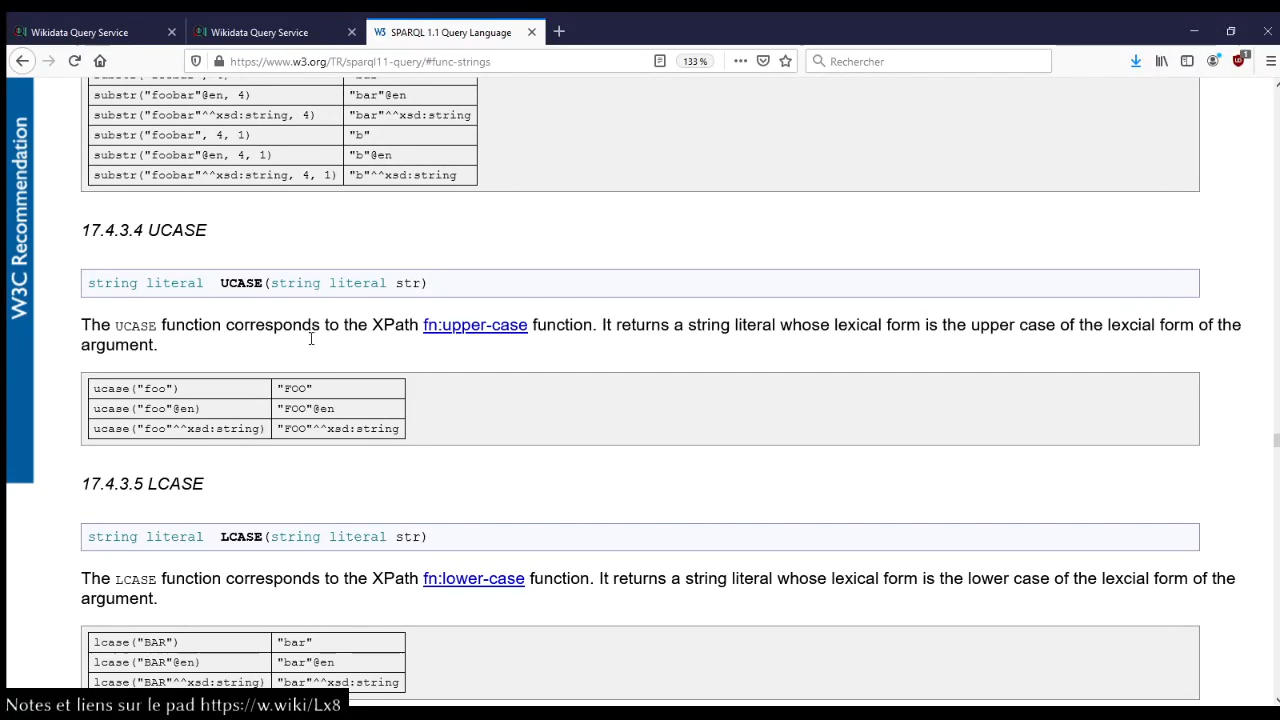 Wikidata Query Service
Wikidata Query Service
W3 SPARQL 1.1 Query Language
https://www.w3.org/TR/sparql11-query/#func-strings
133 %
Rechercher
1
W3C Recommendation
substr("foobar"@en, 4) "bar"@en
substr("foobar"^^xsd:string, 4) "bar"^^xsd:string
substr("foobar", 4, 1) "b"
substr("foobar"@en, 4, 1) "b"@en
substr("foobar"^^xsd:string, 4, 1) "b"^^xsd:string
17.4.3.4 UCASE
string literal UCASE(string literal str)
The UCASE function corresponds to the XPath fn:upper-case function. It returns a string literal whose lexical form is the upper case of the lexcial form of the
argument.
ucase("foo") "FOO"
ucase("foo"@en) "FOO"@en
ucase("foo"^^xsd:string) "FOO"^^xsd:string
17.4.3.5 LCASE
string literal LCASE(string literal str)
The LCASE function corresponds to the XPath fn:lower-case function. It returns a string literal whose lexical form is the lower case of the lexcial form of the
argument.
lcase("BAR") "bar"
lcase("BAR"@en) "bar"@en
lcase("BAR"^^xsd:string) "bar"^^xsd:string
Notes et liens sur le pad https://w.wiki/Lx8